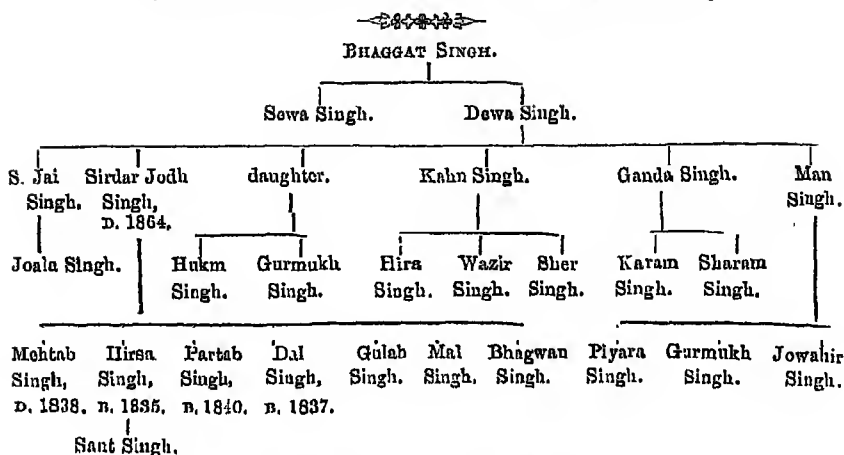 BHAGGAT SINGH.
Sewa Singh. Dewa Singh.
S. Jai Sirdar Jodh daughter. Kahn Singh. Ganda Singh. Man
Singh. Singh, Singh.
D. 1864.
Joala Singh. Hukm Gurmukh Hira Wazir Sher Karam Sharam
Singh. Singh. Singh. Singh. Singh. Singh. Singh.
Mehtab Hirsa Partab Dal Gulab Mal Bhagwan Piyara Gurmukh Jowahir
Singh, Singh, Singh, Singh, Singh. Singh. Singh. Singh. Singh. Singh.
D. 1838. B. 1835. B. 1840. B. 1837.
Sant Singh.